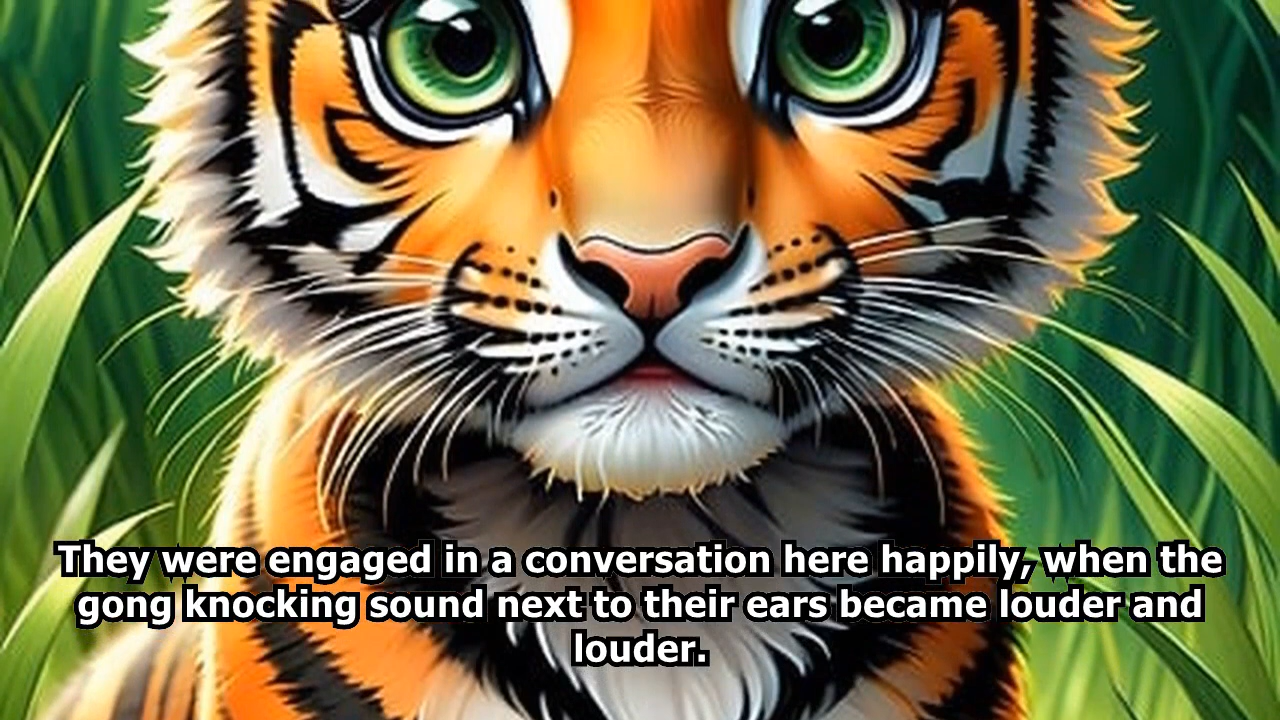 They were engaged in a conversation here happily, when the
gong knocking sound next to their ears became louder and
louder.